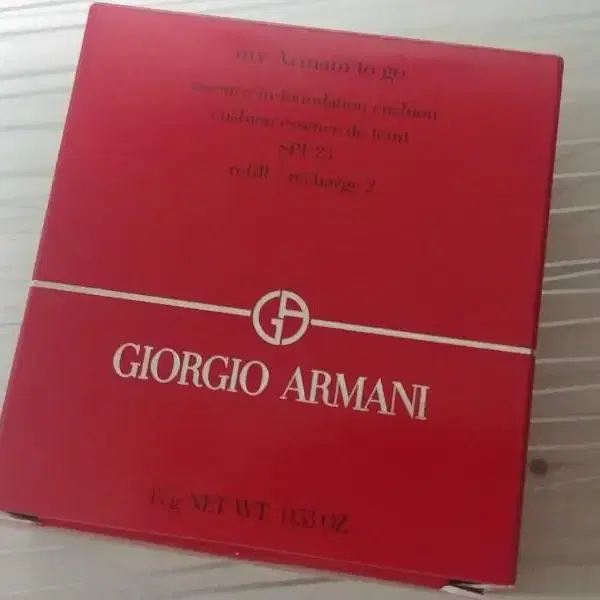 my Armani to go
essence in foundation cushion
cushion essence de teint
SPF 23
refill - recharge 2
GA
GIORGIO ARMANI
15g NET WT. 0.53 OZ